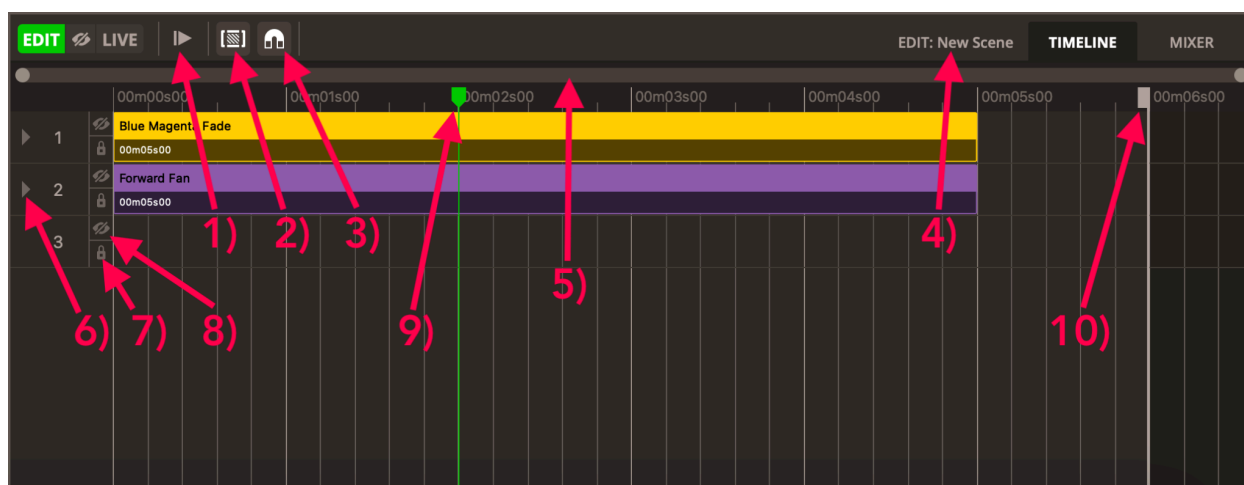 EDIT LIVE EDIT: New Scene TIMELINE MIXER
00m00s00 00m01s00 00m02s00 00m03s00 00m04s00 00m05s00 00m06s00
1 Blue Magenta Fade
00m05s00
2 Forward Fan
00m05s00
3 1) 2) 3) 4)
5)
6) 7) 8) 9) 10)